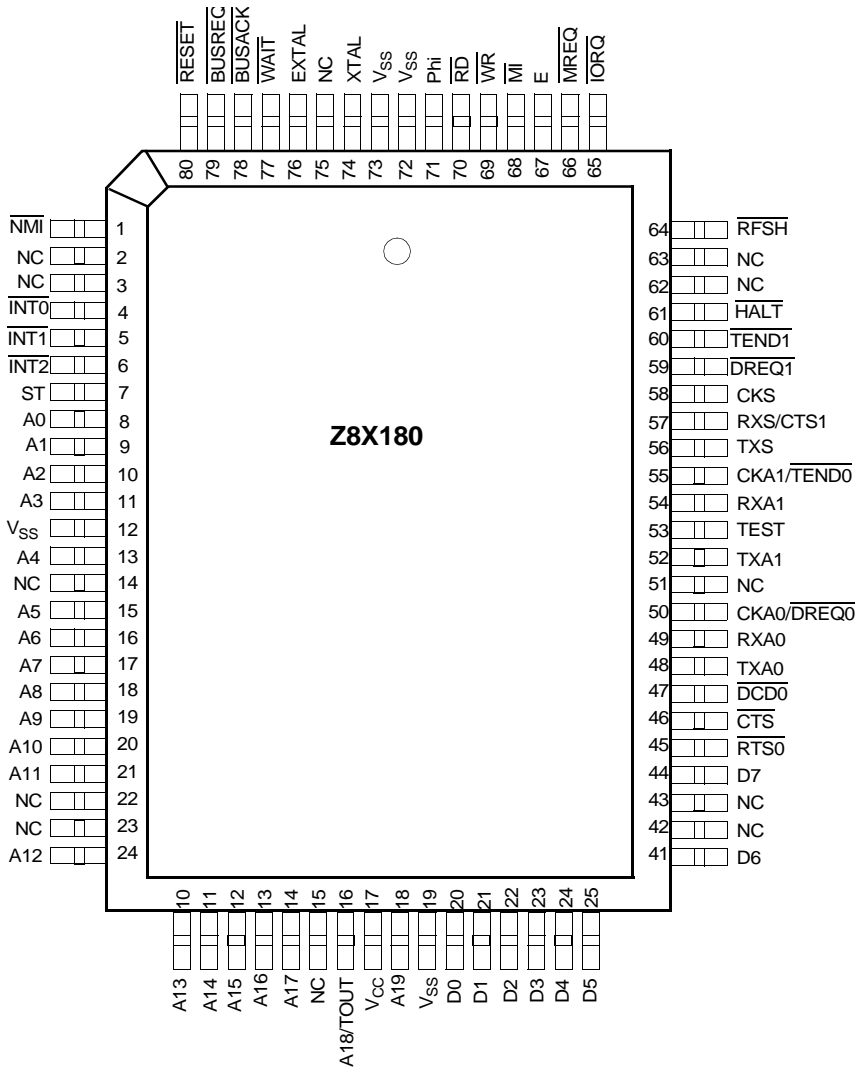 RESET
BUSREQ
BUSACK
WAIT
EXTAL
NC
XTAL
VSS
VSS
Phi
RD
WR
MI
E
MREQ
IORQ
80 79 78 77 76 75 74 73 72 71 70 69 68 67 66 65
NMI 1
NC 2
NC 3
INT0 4
INT1 5
INT2 6
ST 7
A0 8
A1 9
A2 10
A3 11
VSS 12
A4 13
NC 14
A5 15
A6 16
A7 17
A8 18
A9 19
A10 20
A11 21
NC 22
NC 23
A12 24
Z8X180
64 RFSH
63 NC
62 NC
61 HALT
60 TEND1
59 DREQ1
58 CKS
57 RXS/CTS1
56 TXS
55 CKA1/TEND0
54 RXA1
53 TEST
52 TXA1
51 NC
50 CKA0/DREQ0
49 RXA0
48 TXA0
47 DCD0
46 CTS
45 RTS0
44 D7
43 NC
42 NC
41 D6
10 11 12 13 14 15 16 17 18 19 20 21 22 23 24 25
A13
A14
A15
A16
A17
NC
A18/TOUT
VCC
A19
VSS
D0
D1
D2
D3
D4
D5